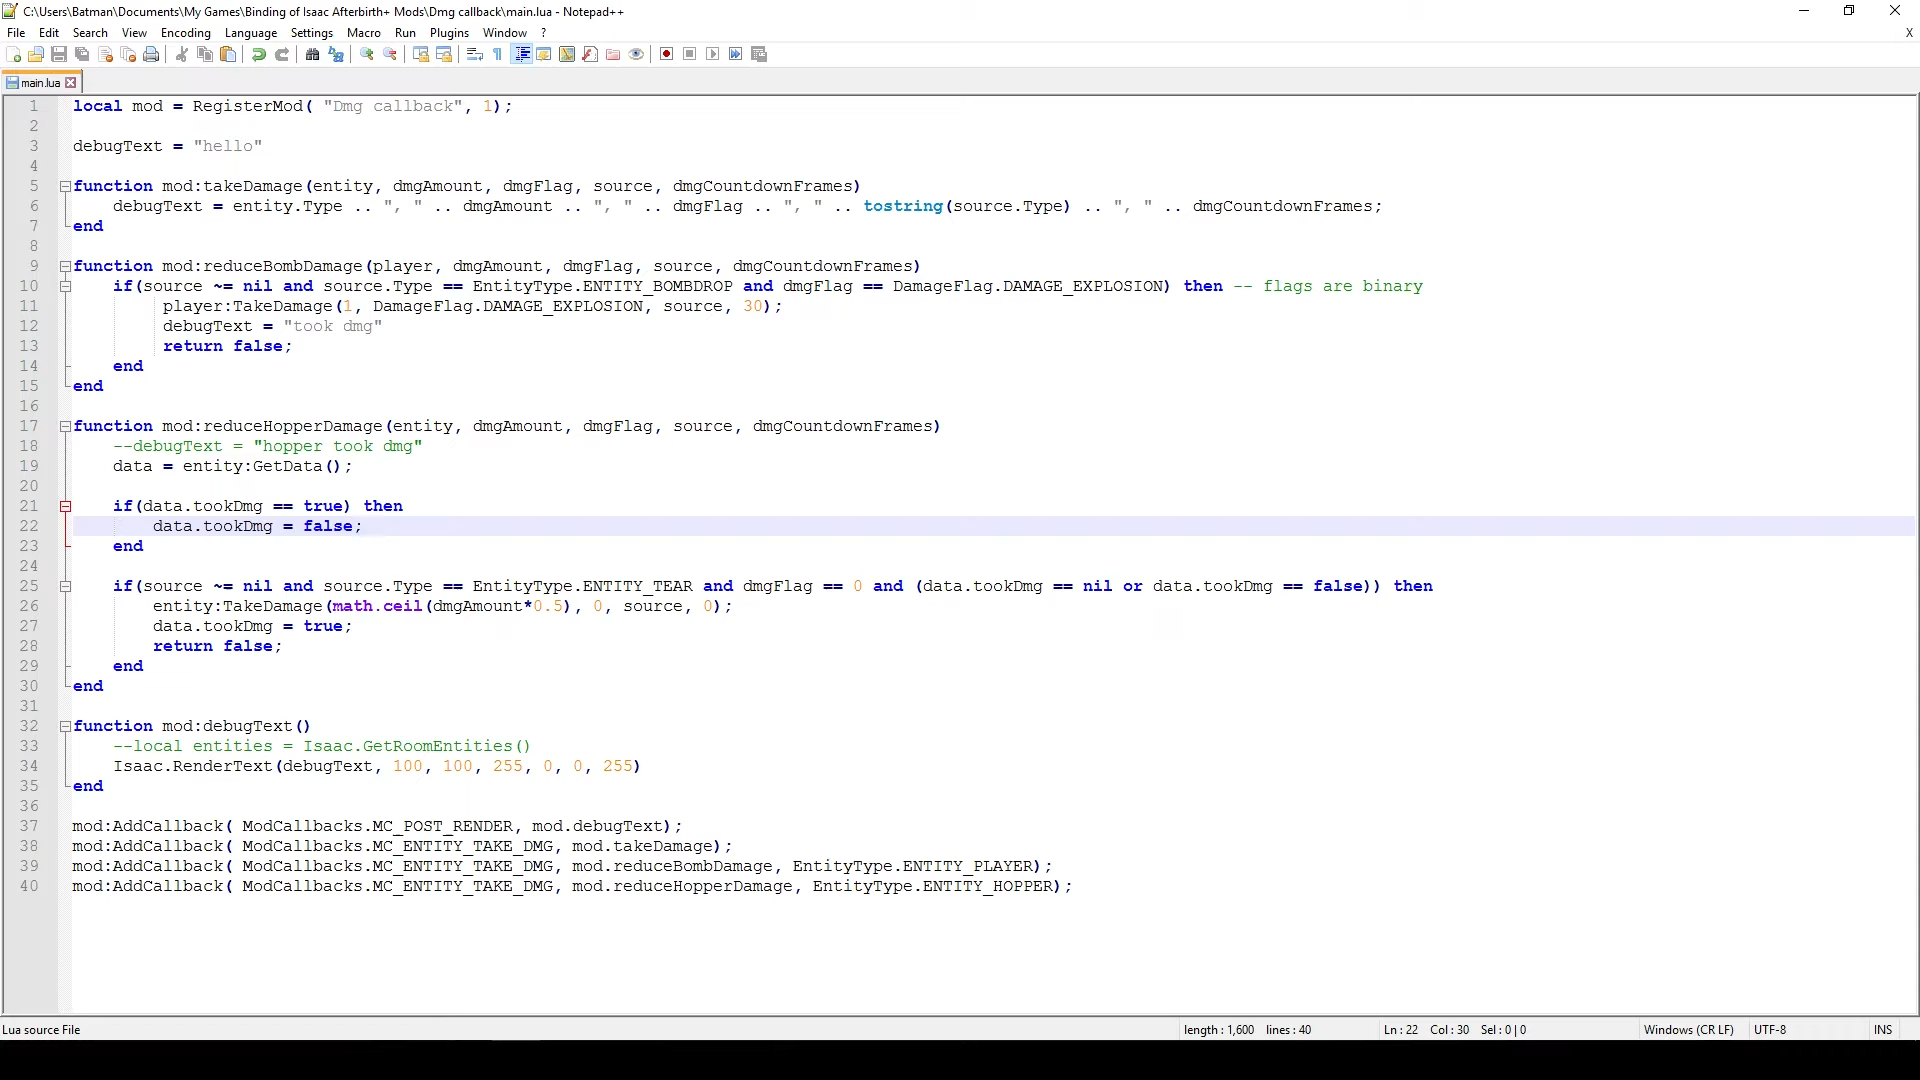 C:\Users\Batman\Documents\My Games\Binding of Isaac Afterbirth+ Mods\Dmg callback\main.lua - Notepad++
File Edit Search View Encoding Language Settings Macro Run Plugins Window ? X
main.lua
1 local mod = RegisterMod( "Dmg callback", 1);
2
3 debugText = "hello"
4
5 function mod:takeDamage(entity, dmgAmount, dmgFlag, source, dmgCountdownFrames)
6 debugText = entity.Type .. ", " .. dmgAmount .. ", " .. dmgFlag .. ", " .. tostring(source.Type) .. ", " .. dmgCountdownFrames;
7 end
8
9 function mod:reduceBombDamage(player, dmgAmount, dmgFlag, source, dmgCountdownFrames)
10 if(source ~= nil and source.Type == EntityType.ENTITY_BOMBDROP and dmgFlag == DamageFlag.DAMAGE_EXPLOSION) then -- flags are binary
11 player:TakeDamage(1, DamageFlag.DAMAGE_EXPLOSION, source, 30);
12 debugText = "took dmg"
13 return false;
14 end
15 end
16
17 function mod:reduceHopperDamage(entity, dmgAmount, dmgFlag, source, dmgCountdownFrames)
18 --debugText = "hopper took dmg"
19 data = entity:GetData();
20
21 if(data.tookDmg == true) then
22 data.tookDmg = false;
23 end
24
25 if(source ~= nil and source.Type == EntityType.ENTITY_TEAR and dmgFlag == 0 and (data.tookDmg == nil or data.tookDmg == false)) then
26 entity:TakeDamage(math.ceil(dmgAmount*0.5), 0, source, 0);
27 data.tookDmg = true;
28 return false;
29 end
30 end
31
32 function mod:debugText()
33 --local entities = Isaac.GetRoomEntities()
34 Isaac.RenderText(debugText, 100, 100, 255, 0, 0, 255)
35 end
36
37 mod:AddCallback( ModCallbacks.MC_POST_RENDER, mod.debugText);
38 mod:AddCallback( ModCallbacks.MC_ENTITY_TAKE_DMG, mod.takeDamage);
39 mod:AddCallback( ModCallbacks.MC_ENTITY_TAKE_DMG, mod.reduceBombDamage, EntityType.ENTITY_PLAYER);
40 mod:AddCallback( ModCallbacks.MC_ENTITY_TAKE_DMG, mod.reduceHopperDamage, EntityType.ENTITY_HOPPER);
Lua source File length : 1,600 lines : 40 Ln : 22 Col : 30 Sel : 0 | 0 Windows (CR LF) UTF-8 INS